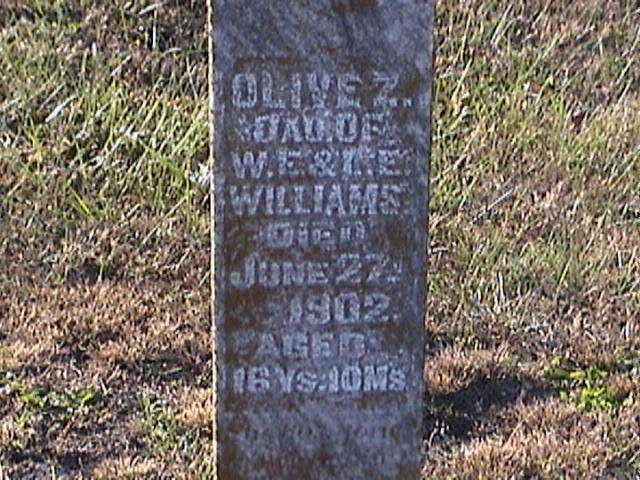 OLIVE Z.
DAU. OF
W. E. & L. E.
WILLIAMS
DIED
JUNE 27,
1902.
AGED
16 Ys. 10 Ms